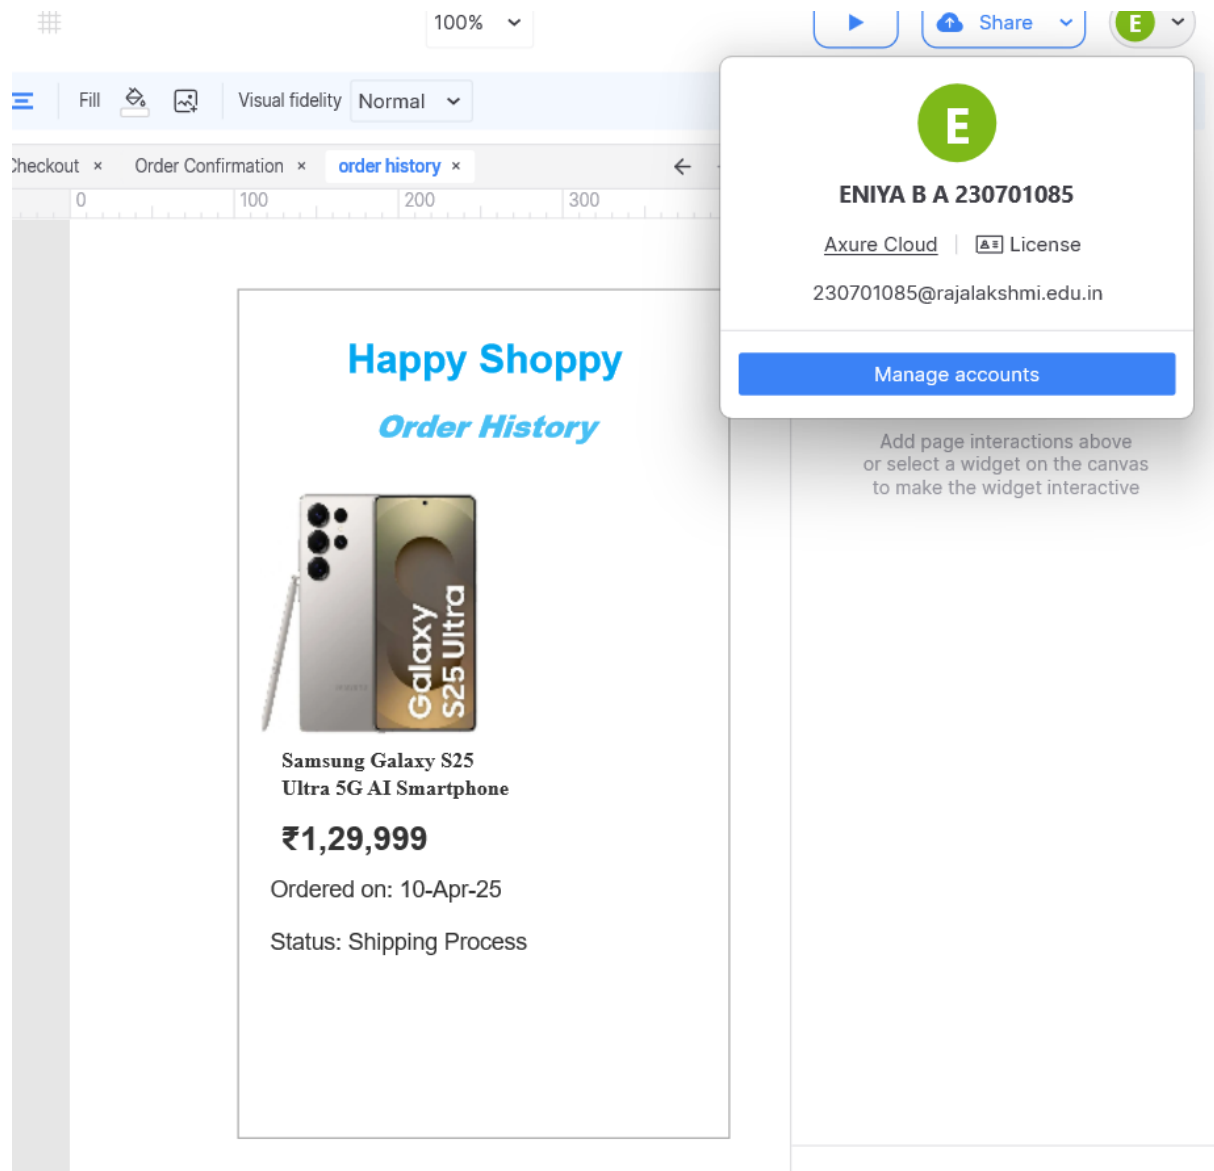 100%
Share
E
Fill
Visual fidelity
Normal
Checkout ×
Order Confirmation ×
order history ×
0
100
200
300
E
ENIYA B A 230701085
Axure Cloud
License
230701085@rajalakshmi.edu.in
Manage accounts
Add page interactions above
or select a widget on the canvas
to make the widget interactive
Happy Shoppy
Order History
Galaxy
S25 Ultra
Samsung Galaxy S25
Ultra 5G AI Smartphone
₹1,29,999
Ordered on: 10-Apr-25
Status: Shipping Process